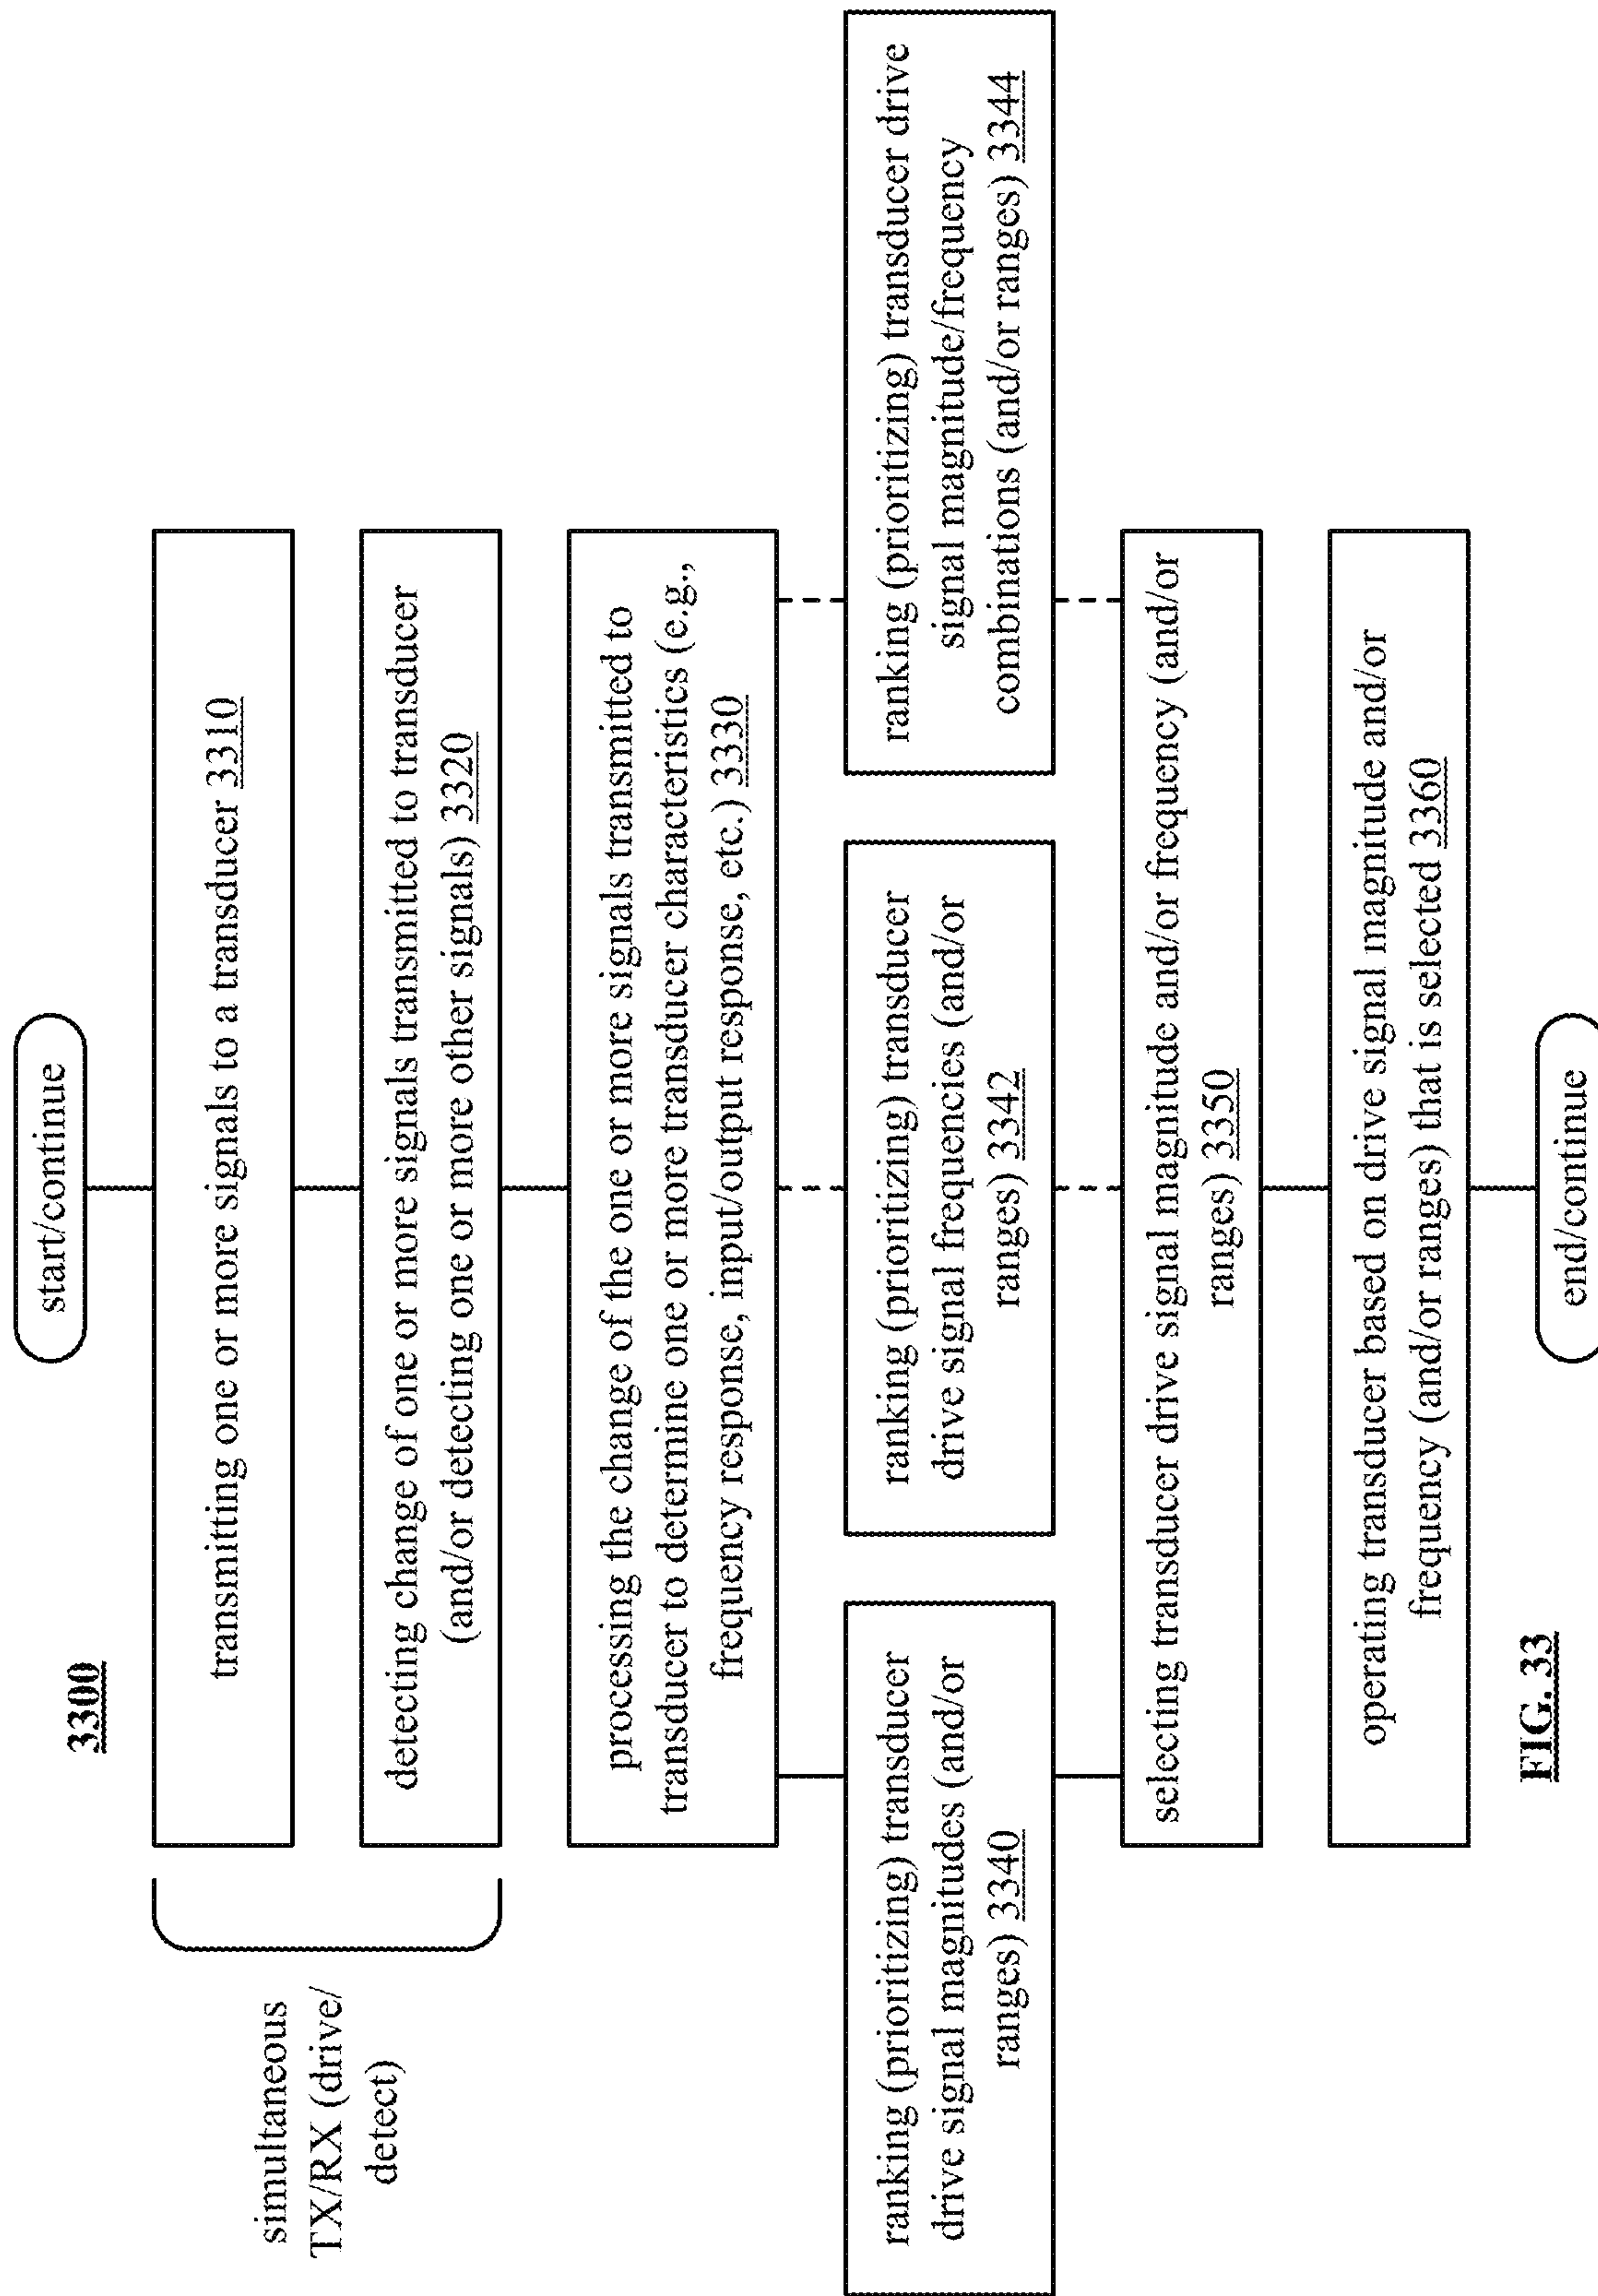 3300
start/continue
transmitting one or more signals to a transducer 3310
simultaneous
TX/RX (drive/
detect)
detecting change of one or more signals transmitted to transducer
(and/or detecting one or more other signals) 3320
processing the change of the one or more signals transmitted to
transducer to determine one or more transducer characteristics (e.g.,
frequency response, input/output response, etc.) 3330
ranking (prioritizing) transducer
drive signal magnitudes (and/or
ranges) 3340
ranking (prioritizing) transducer
drive signal frequencies (and/or
ranges) 3342
ranking (prioritizing) transducer drive
signal magnitude/frequency
combinations (and/or ranges) 3344
selecting transducer drive signal magnitude and/or frequency (and/or
ranges) 3350
operating transducer based on drive signal magnitude and/or
frequency (and/or ranges) that is selected 3360
end/continue
FIG. 33